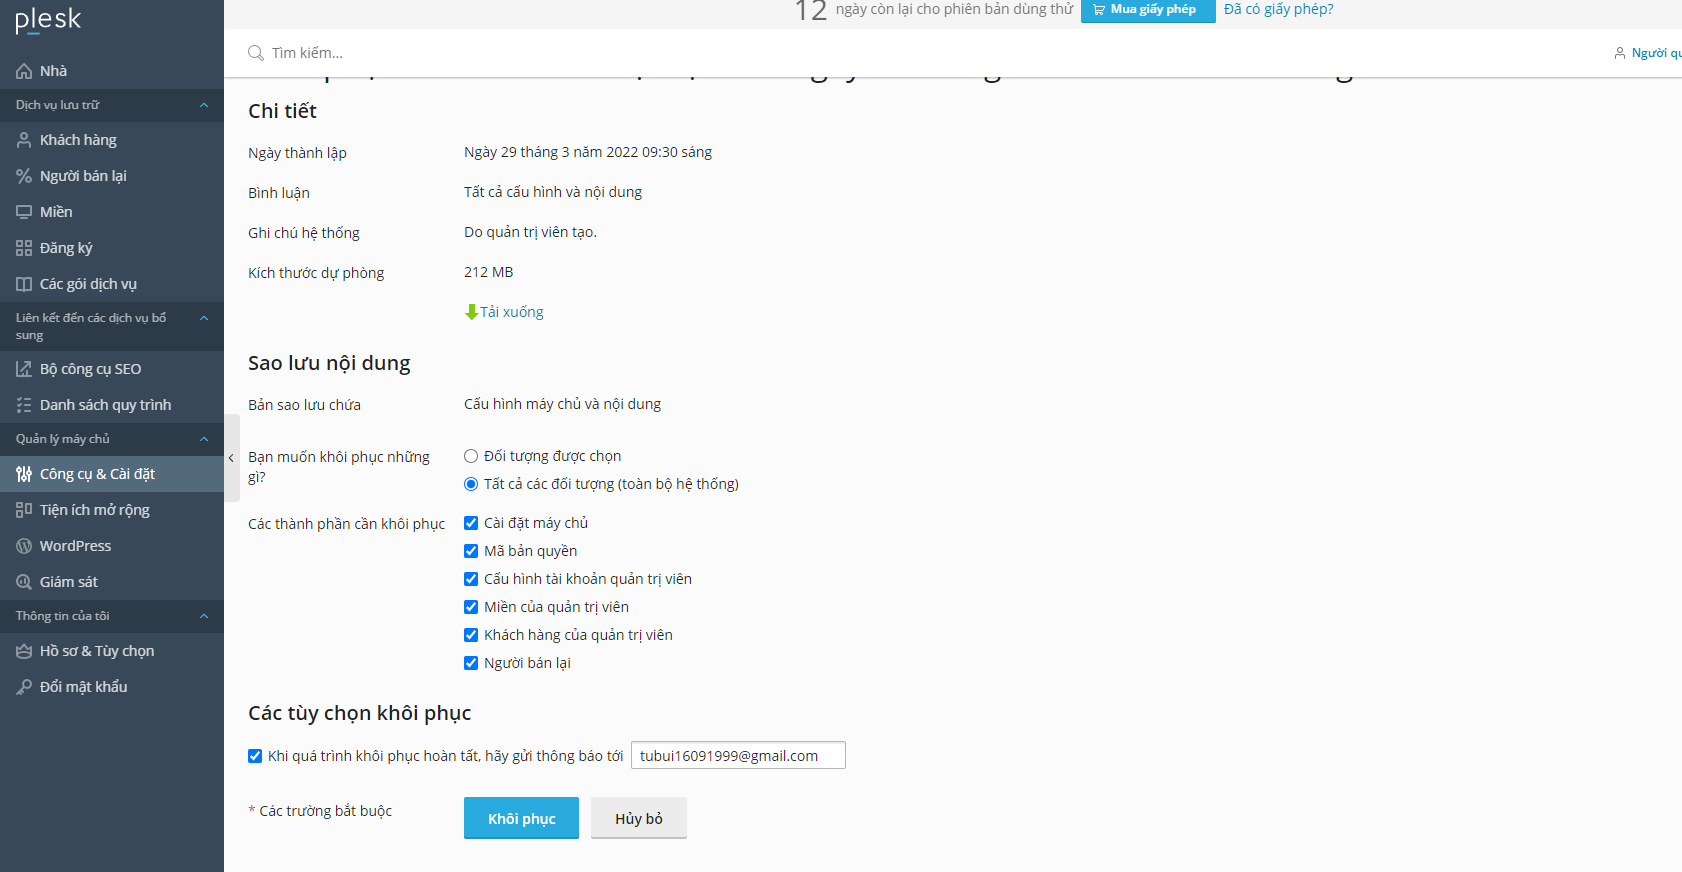 plesk
12 ngày còn lại cho phiên bản dùng thử Mua giấy phép Đã có giấy phép?
Tìm kiếm...
Nhà
Dịch vụ lưu trữ
Khách hàng
Người bán lại
Miền
Đăng ký
Các gói dịch vụ
Liên kết đến các dịch vụ bổ
sung
Bộ công cụ SEO
Danh sách quy trình
Quản lý máy chủ
Công cụ & Cài đặt
Tiện ích mở rộng
WordPress
Giám sát
Thông tin của tôi
Hồ sơ & Tùy chọn
Đổi mật khẩu
Người
Chi tiết
Ngày thành lập Ngày 29 tháng 3 năm 2022 09:30 sáng
Bình luận Tất cả cấu hình và nội dung
Ghi chú hệ thống Do quản trị viên tạo.
Kích thước dự phòng 212 MB
Tải xuống
Sao lưu nội dung
Bản sao lưu chứa Cấu hình máy chủ và nội dung
Bạn muốn khôi phục những
gì?
Đối tượng được chọn
Tất cả các đối tượng (toàn bộ hệ thống)
Các thành phần cần khôi phục Cài đặt máy chủ
Mã bản quyền
Cấu hình tài khoản quản trị viên
Miền của quản trị viên
Khách hàng của quản trị viên
Người bán lại
Các tùy chọn khôi phục
Khi quá trình khôi phục hoàn tất, hãy gửi thông báo tới tubui16091999@gmail.com
* Các trường bắt buộc Khôi phục Hủy bỏ